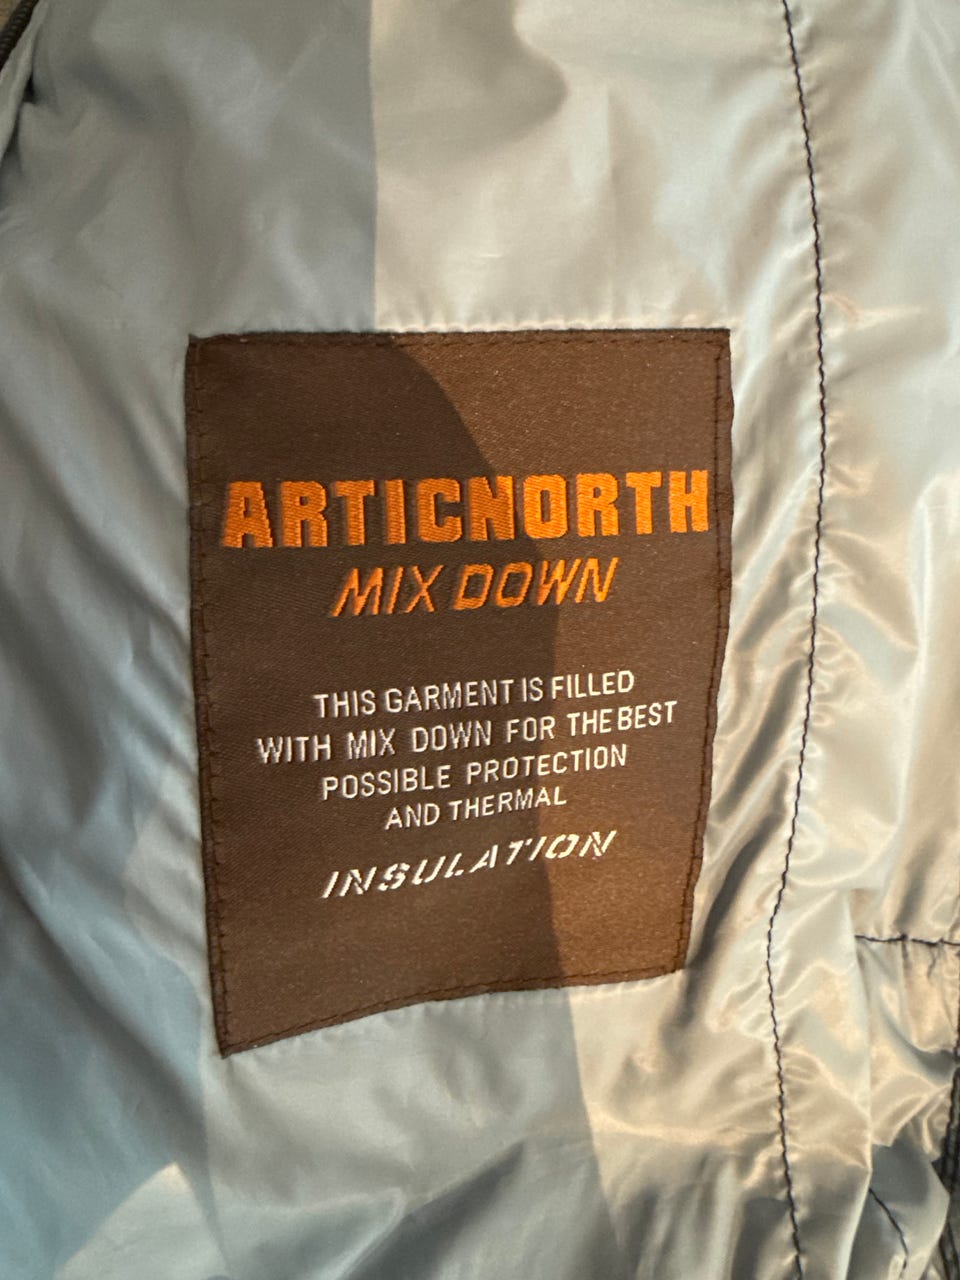 ARTICNORTH
MIX DOWN
THIS GARMENT IS FILLED
WITH MIX DOWN FOR THE BEST
POSSIBLE PROTECTION
AND THERMAL
INSULATION